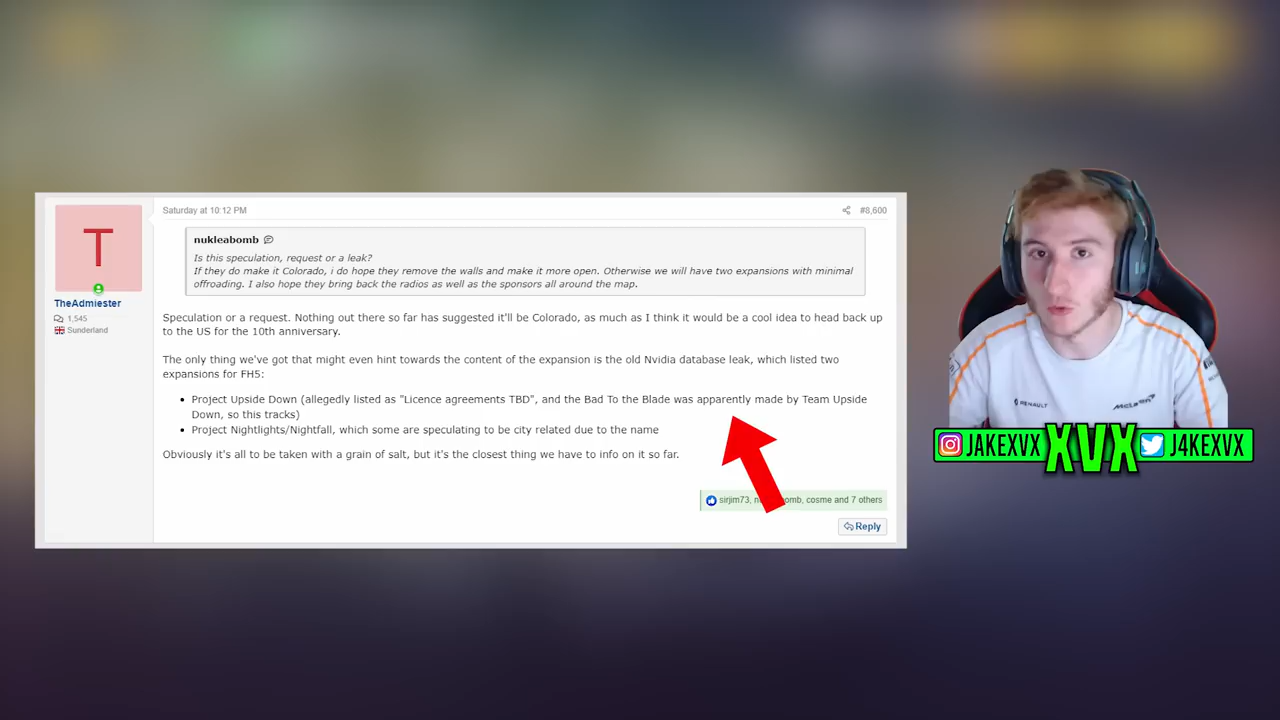 T
TheAdmiester
1,545
Sunderland
Saturday at 10:12 PM
#8,600
nukleabomb
Is this speculation, request or a leak?
If they do make it Colorado, i do hope they remove the walls and make it more open. Otherwise we will have two expansions with minimal
offroading. I also hope they bring back the radios as well as the sponsors all around the map.
Speculation or a request. Nothing out there so far has suggested it'll be Colorado, as much as I think it would be a cool idea to head back up
to the US for the 10th anniversary.
The only thing we've got that might even hint towards the content of the expansion is the old Nvidia database leak, which listed two
expansions for FH5:
• Project Upside Down (allegedly listed as "Licence agreements TBD", and the Bad To the Blade was apparently made by Team Upside
Down, so this tracks)
• Project Nightlights/Nightfall, which some are speculating to be city related due to the name
Obviously it's all to be taken with a grain of salt, but it's the closest thing we have to info on it so far.
sirjim73, omb, cosme and 7 others
Reply
RENAULT
McLaren
JAKEXVX
XVX
J4KEXVX